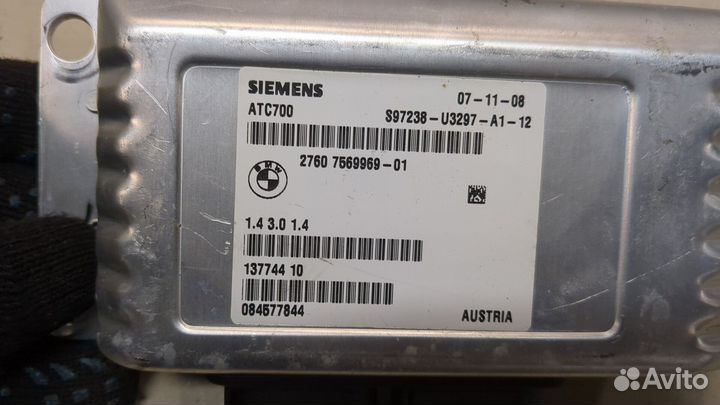 SIEMENS
07-11-08
ATC700
S97238-U3297-A1-12
BMW
2760 7569969-01
1.4 3.0 1.4
137744 10
084577844
AUSTRIA
Avito